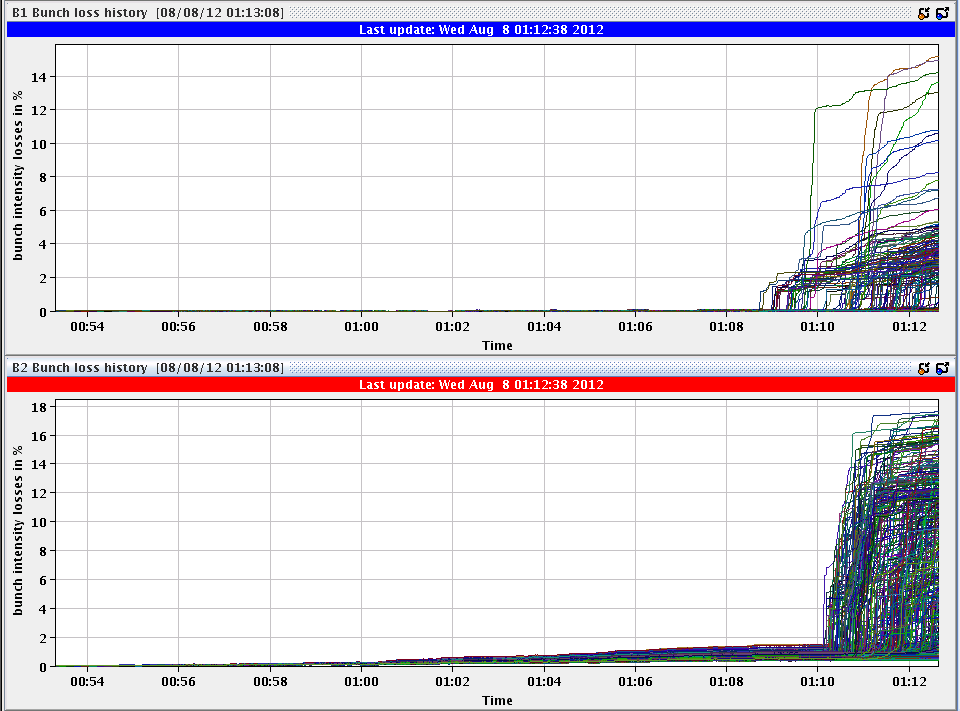 B1 Bunch loss history [08/08/12 01:13:08]
Last update: Wed Aug 8 01:12:38 2012
bunch intensity losses in %
14
12
10
8
6
4
2
0
00:54 00:56 00:58 01:00 01:02 01:04 01:06 01:08 01:10 01:12
Time
B2 Bunch loss history [08/08/12 01:13:08]
Last update: Wed Aug 8 01:12:38 2012
bunch intensity losses in %
18
16
14
12
10
8
6
4
2
0
00:54 00:56 00:58 01:00 01:02 01:04 01:06 01:08 01:10 01:12
Time